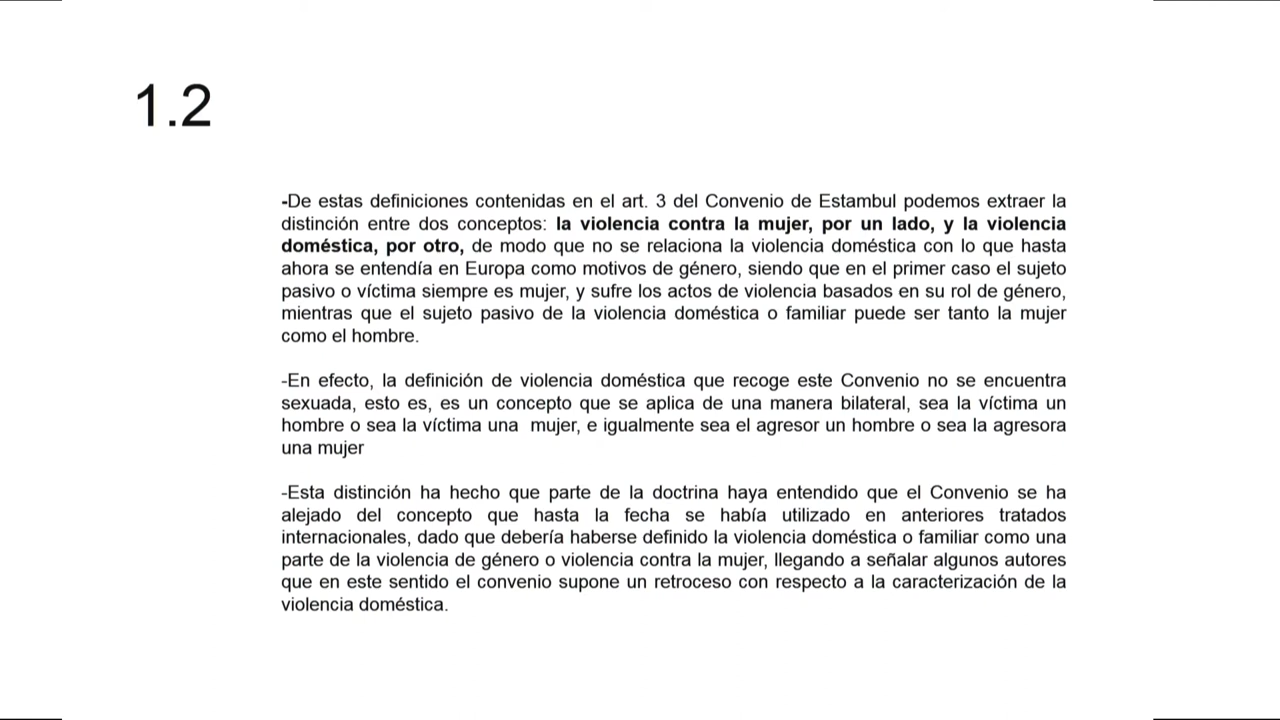 1.2
-De estas definiciones contenidas en el art. 3 del Convenio de Estambul podemos extraer la
distinción entre dos conceptos: la violencia contra la mujer, por un lado, y la violencia
doméstica, por otro, de modo que no se relaciona la violencia doméstica con lo que hasta
ahora se entendía en Europa como motivos de género, siendo que en el primer caso el sujeto
pasivo o víctima siempre es mujer, y sufre los actos de violencia basados en su rol de género,
mientras que el sujeto pasivo de la violencia doméstica o familiar puede ser tanto la mujer
como el hombre.
-En efecto, la definición de violencia doméstica que recoge este Convenio no se encuentra
sexuada, esto es, es un concepto que se aplica de una manera bilateral, sea la víctima un
hombre o sea la víctima una  mujer, e igualmente sea el agresor un hombre o sea la agresora
una mujer
-Esta distinción ha hecho que parte de la doctrina haya entendido que el Convenio se ha
alejado del concepto que hasta la fecha se había utilizado en anteriores tratados
internacionales, dado que debería haberse definido la violencia doméstica o familiar como una
parte de la violencia de género o violencia contra la mujer, llegando a señalar algunos autores
que en este sentido el convenio supone un retroceso con respecto a la caracterización de la
violencia doméstica.